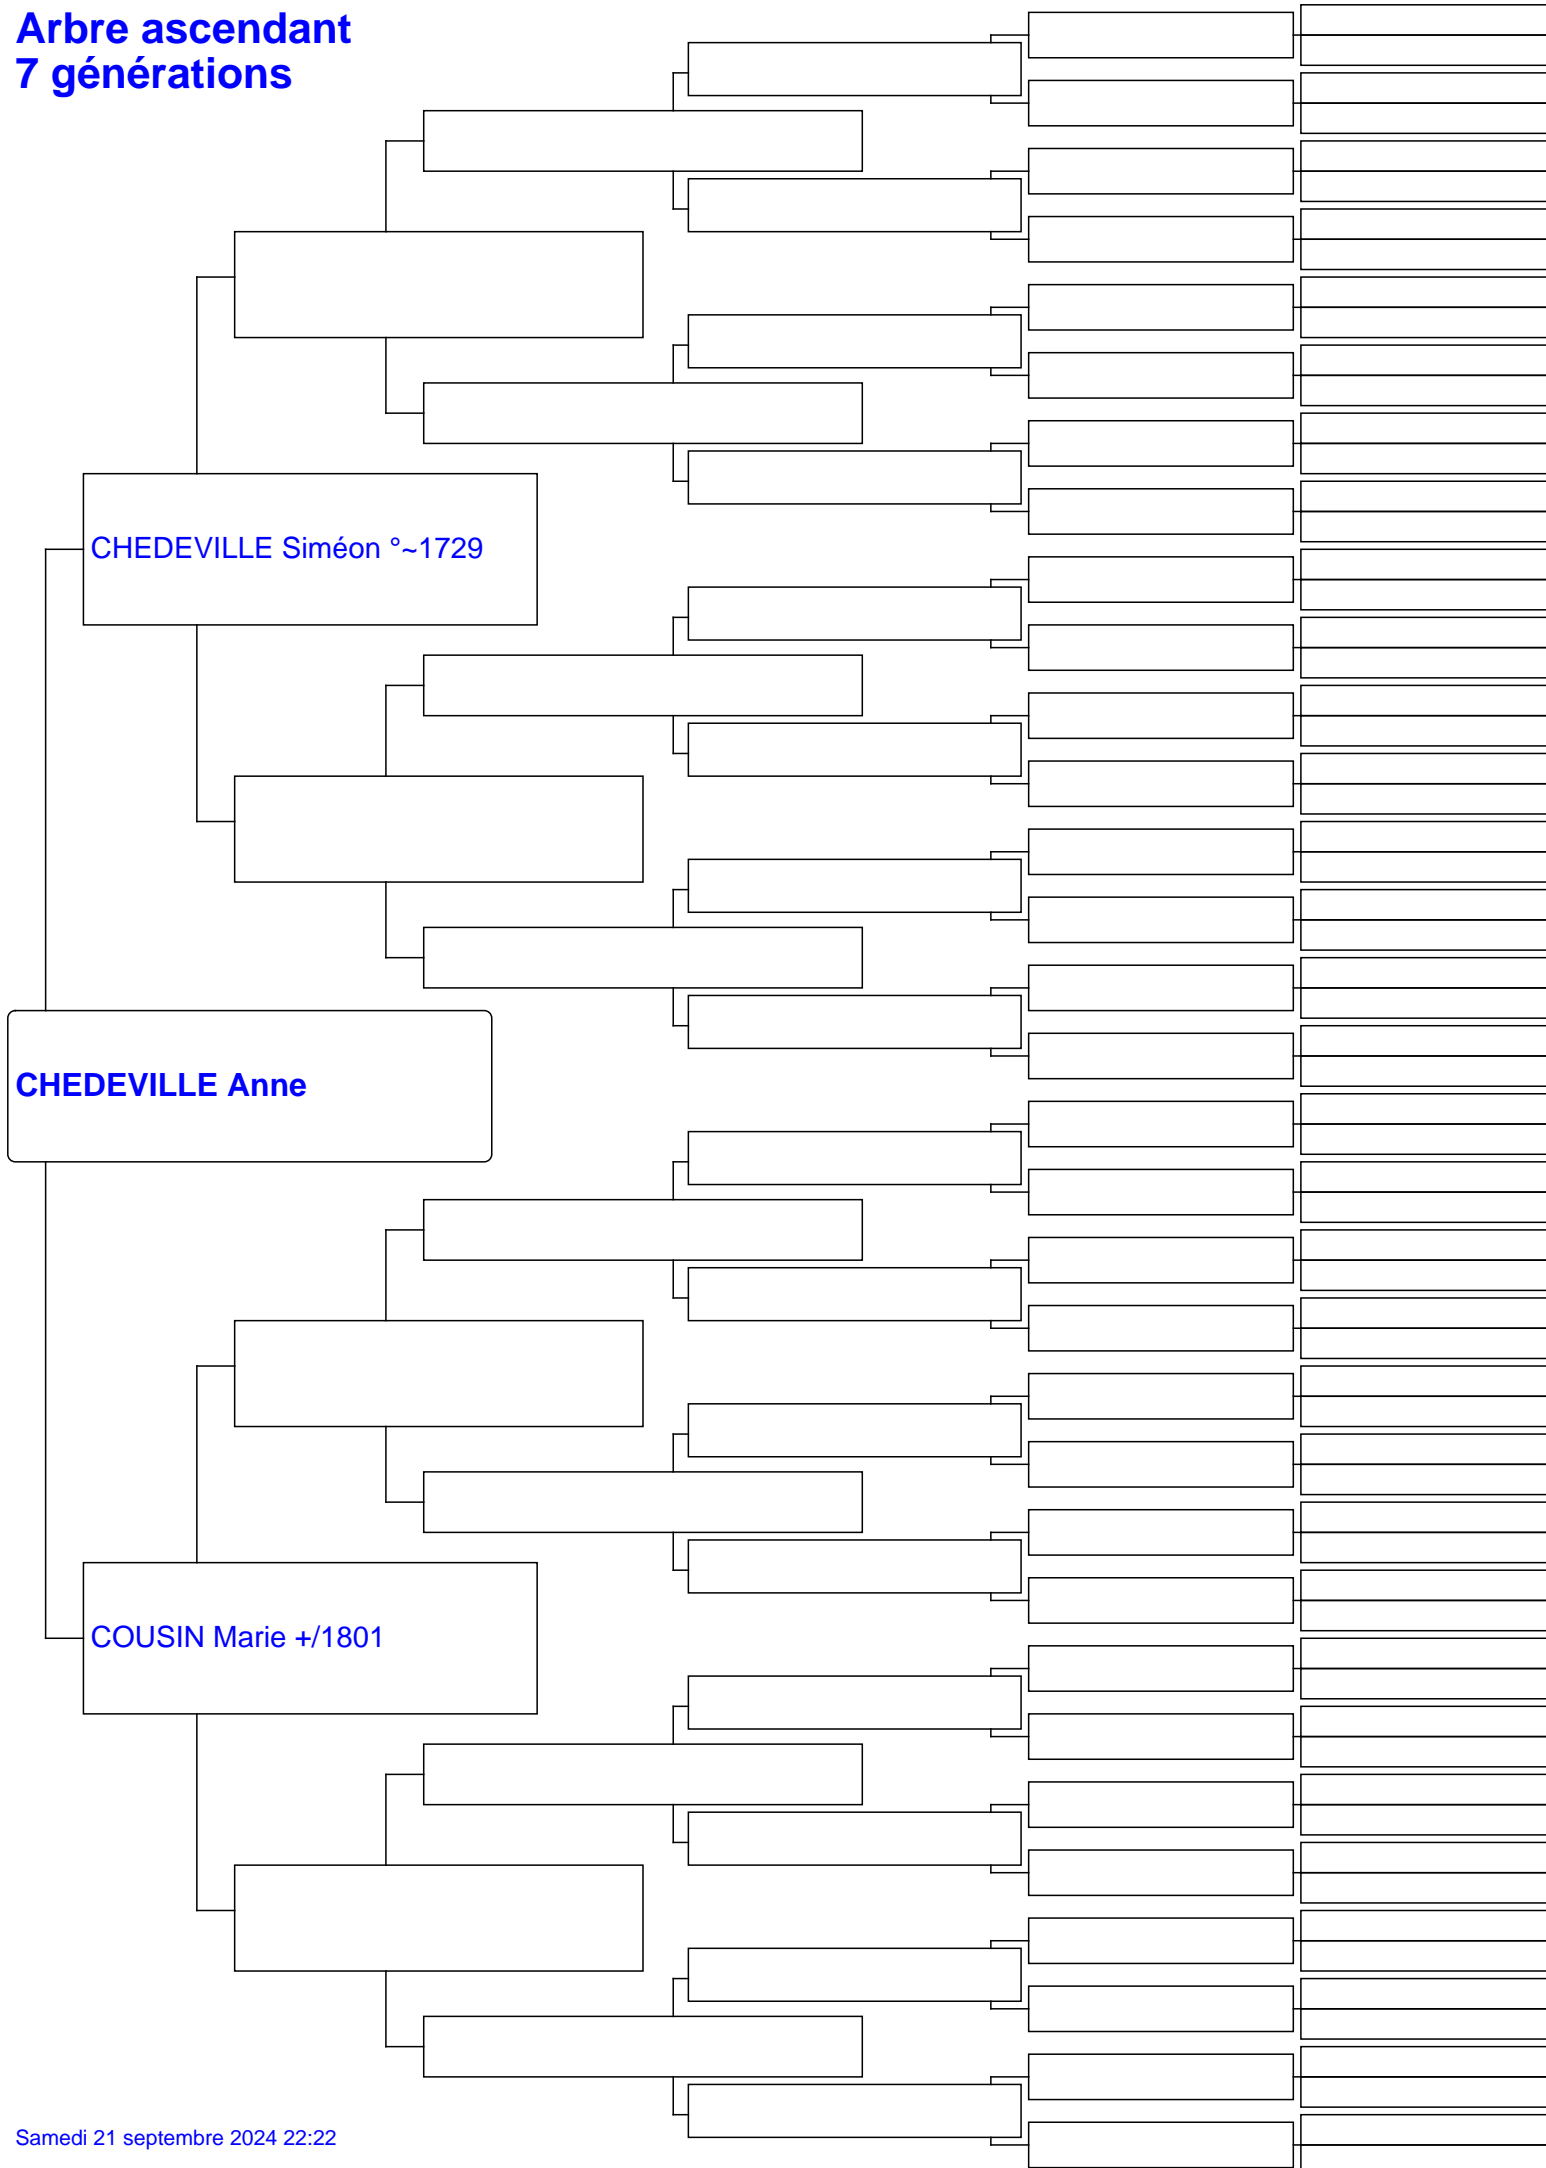 Arbre ascendant
7 générations
CHEDEVILLE Siméon °~1729
CHEDEVILLE Anne
COUSIN Marie +/1801
Samedi 21 septembre 2024 22:22